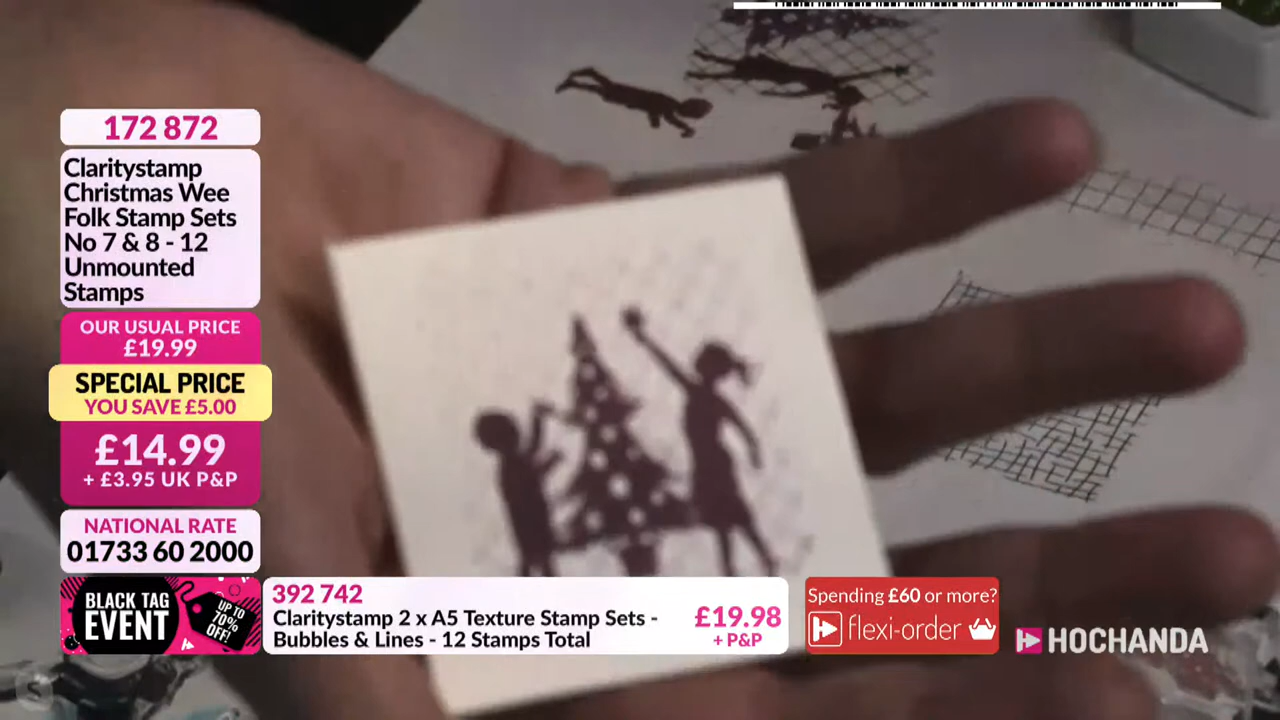 172 872
Claritystamp
Christmas Wee
Folk Stamp Sets
No 7 & 8 - 12
Unmounted
Stamps
OUR USUAL PRICE
£19.99
SPECIAL PRICE
YOU SAVE £5.00
£14.99
+ £3.95 UK P&P
NATIONAL RATE
01733 60 2000
BLACK TAG
EVENT
UP TO
70%
OFF!
392 742
Claritystamp 2 x A5 Texture Stamp Sets -
Bubbles & Lines - 12 Stamps Total
£19.98
+ P&P
Spending £60 or more?
flexi-order
HOCHANDA